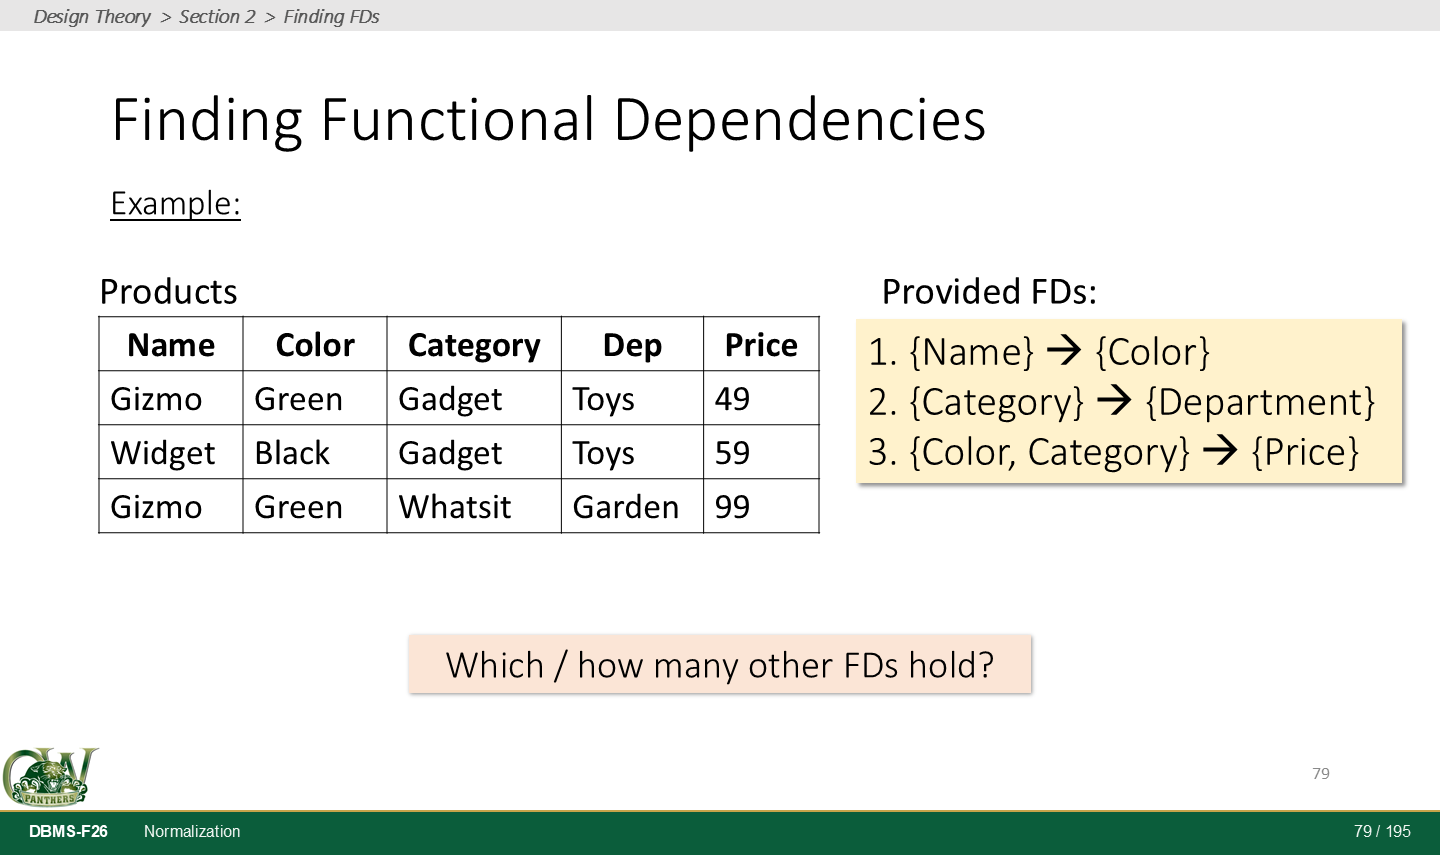 Design Theory > Section 2 > Finding FDs
Finding Functional Dependencies
Example:
Products
Name Color Category Dep Price
Gizmo Green Gadget Toys 49
Widget Black Gadget Toys 59
Gizmo Green Whatsit Garden 99
Provided FDs:
1. {Name} → {Color}
2. {Category} → {Department}
3. {Color, Category} → {Price}
Which / how many other FDs hold?
OW
PANTHERS
79
DBMS-F26 Normalization 79 / 195